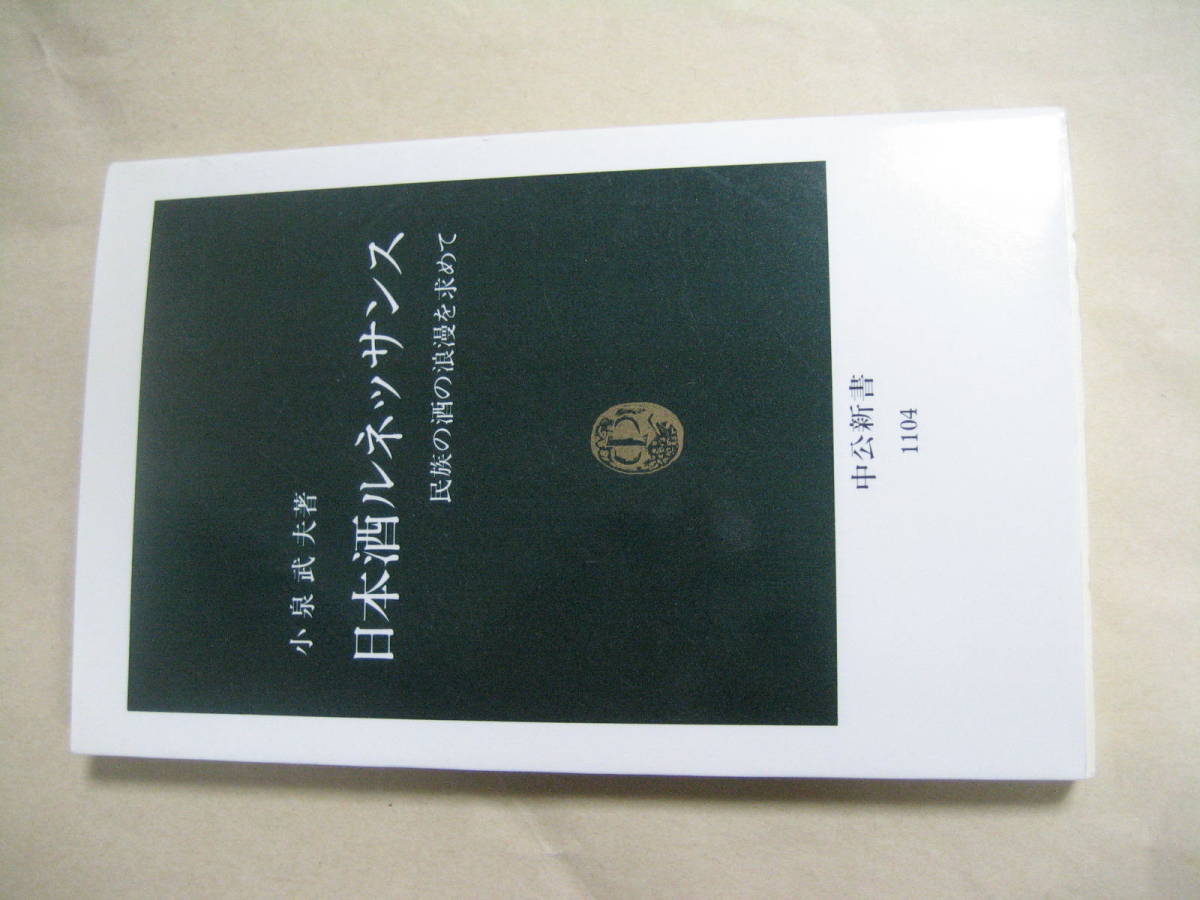 小泉武夫著
日本酒ルネッサンス
民族の酒の浪漫を求めて
中公新書
1104